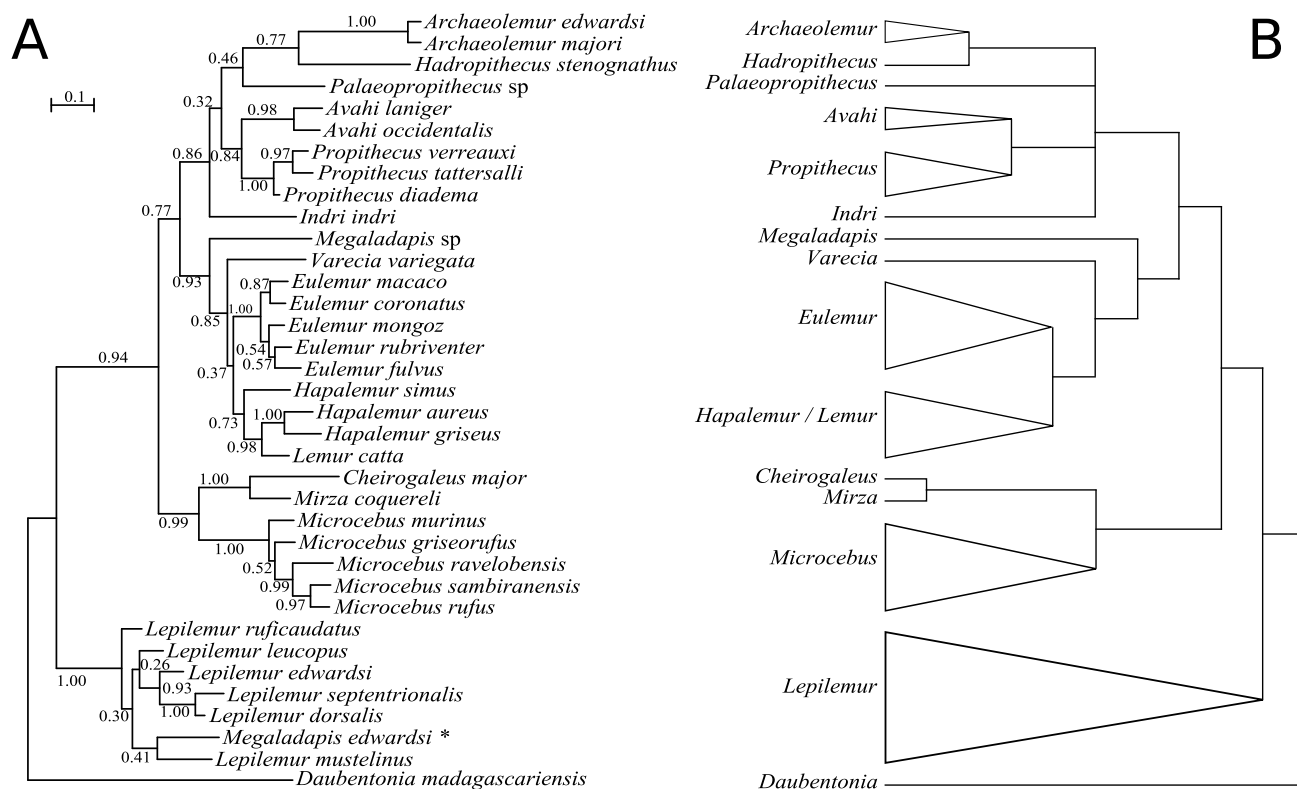 A
0.1
1.00
Archaeolemur edwardsi
Archaeolemur majori
0.77
Hadropithecus stenognathus
0.46
Palaeopropithecus sp
0.32
0.98
Avahi laniger
Avahi occidentalis
0.86
0.84
0.97
Propithecus verreauxi
Propithecus tattersalli
1.00
Propithecus diadema
0.77
Indri indri
Megaladapis sp
0.93
Varecia variegata
0.87
Eulemur macaco
0.85
1.00
Eulemur coronatus
Eulemur mongoz
0.54
Eulemur rubriventer
0.57
Eulemur fulvus
0.94
0.37
Hapalemur simus
1.00
Hapalemur aureus
0.73
Hapalemur griseus
0.98
Lemur catta
1.00
Cheirogaleus major
Mirza coquereli
0.99
Microcebus murinus
1.00
Microcebus griseorufus
0.52
Microcebus ravelobensis
0.99
Microcebus sambiranensis
0.97
Microcebus rufus
Lepilemur ruficaudatus
Lepilemur leucopus
0.26
1.00
Lepilemur edwardsi
0.93
Lepilemur septentrionalis
1.00
0.30
Lepilemur dorsalis
Megaladapis edwardsi *
0.41
Lepilemur mustelinus
Daubentonia madagascariensis
B
Archaeolemur
Hadropithecus
Palaeopropithecus
Avahi
Propithecus
Indri
Megaladapis
Varecia
Eulemur
Hapalemur / Lemur
Cheirogaleus
Mirza
Microcebus
Lepilemur
Daubentonia